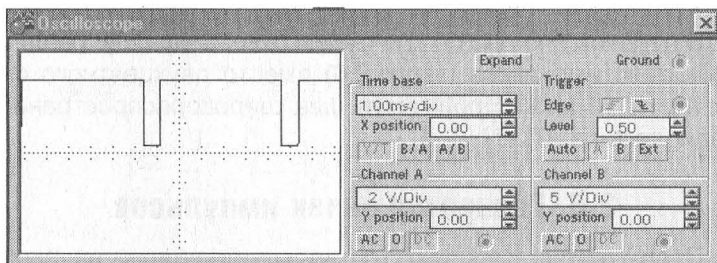 Oscilloscope
Expand
Ground
Time base
Trigger
1.00ms/div
Edge
X position 0.00
Level 0.50
Y/T B/A A/B
Auto A B Ext
Channel A
Channel B
2 V/Div
5 V/Div
Y position 0.00
Y position 0.00
AC 0 DC
AC 0 DC